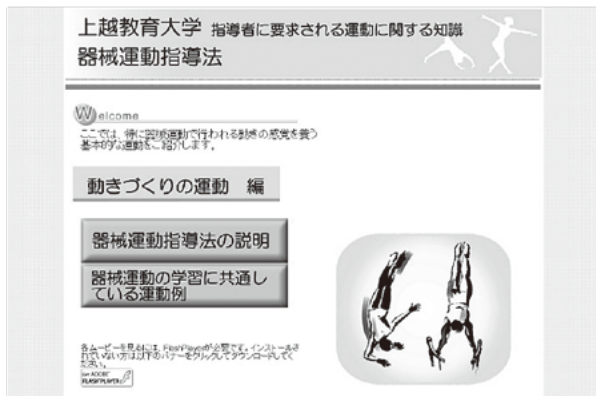 上越教育大学 指導者に要求される運動に関する知識
器械運動指導法
Welcome
ここでは、特に器械運動で行われる動きの感覚を養う
基本的な運動をご紹介します。
動きづくりの運動 編
器械運動指導法の説明
器械運動の学習に共通し
ている運動例
各ムービーを見るには、FlashPlayerが必要です。インストールさ
れていない方は以下のバナーをクリックしてダウンロードしてく
ださい。
Get ADOBE
FLASH PLAYER